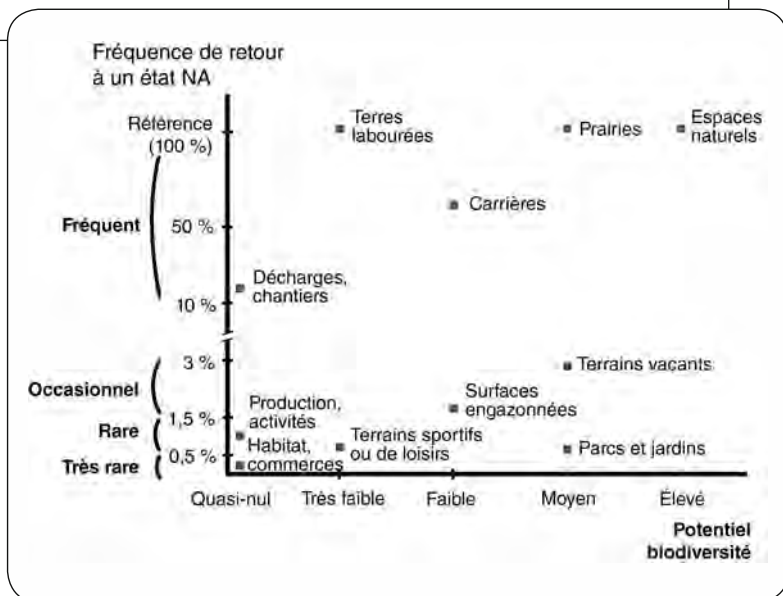 Fréquence de retour
à un état NA
Référence
(100 %)
Terres
labourées
Prairies
Espaces
naturels
Fréquent
50 %
Carrières
10 %
Décharges,
chantiers
3 %
Terrains vacants
Occasionnel
1,5 %
Surfaces
engazonnées
Rare
Production,
activités
0,5 %
Habitat,
commerces
Terrains sportifs
ou de loisirs
Parcs et jardins
Très rare
Quasi-nul
Très faible
Faible
Moyen
Élevé
Potentiel
biodiversité